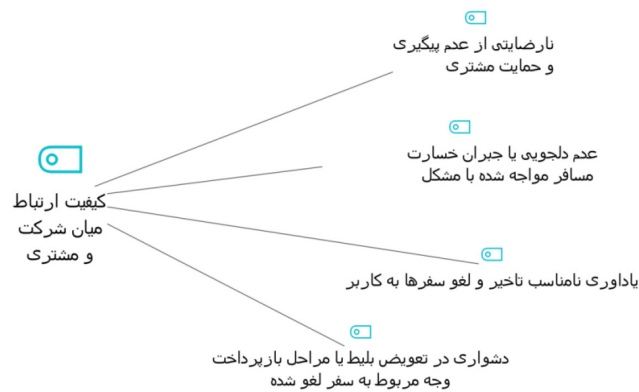 نارضایتی از عدم پیگیری
و حمایت مشتری
عدم دلجویی یا جبران خسارت
مسافر مواجه شده با مشکل
کیفیت ارتباط
میان شرکت
و مشتری
یاداوری نامناسب تاخیر و لغو سفرها به کاربر
دشواری در تعویض بلیط یا مراحل بازپرداخت
وجه مربوط به سفر لغو شده